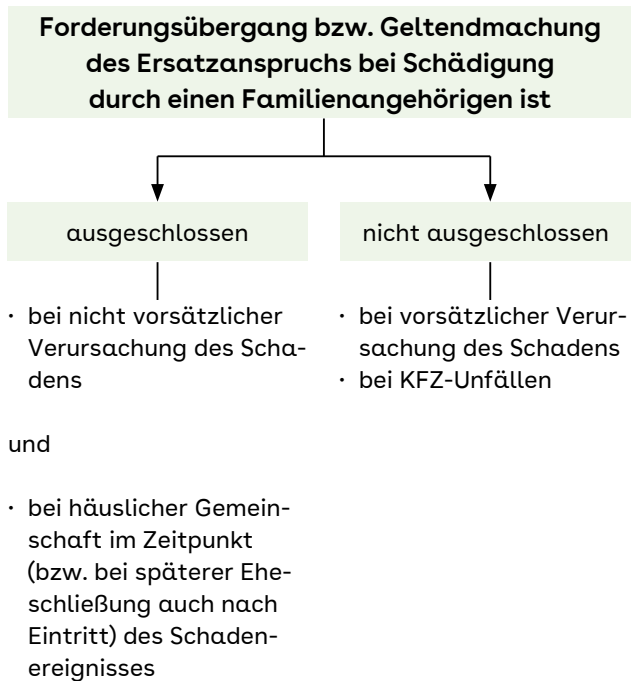 Forderungsübergang bzw. Geltendmachung
des Ersatzanspruchs bei Schädigung
durch einen Familienangehörigen ist
ausgeschlossen
· bei nicht vorsätzlicher
Verursachung des Scha-
dens
und
· bei häuslicher Gemein-
schaft im Zeitpunkt
(bzw. bei späterer Ehe-
schließung auch nach
Eintritt) des Schaden-
ereignisses
nicht ausgeschlossen
· bei vorsätzlicher Verur-
sachung des Schadens
· bei KFZ-Unfällen